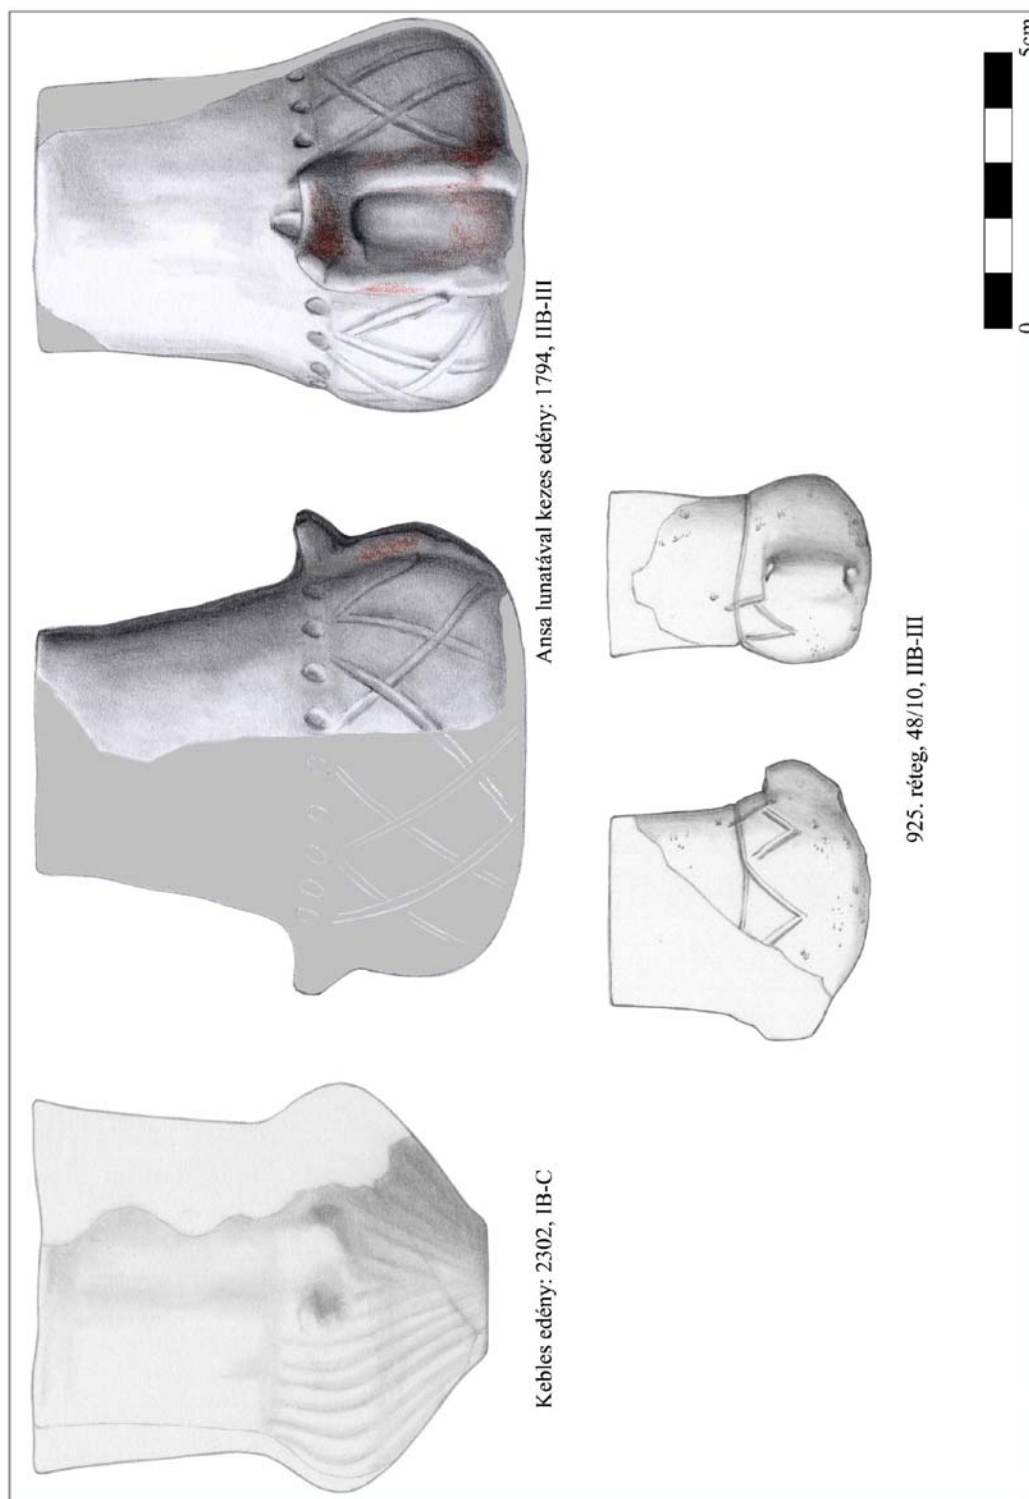 Kebles edény: 2302, IB-C
Ansa lunatával kezes edény: 1794, IIB-III
925. réteg, 48/10, IIB-III
0
5cm